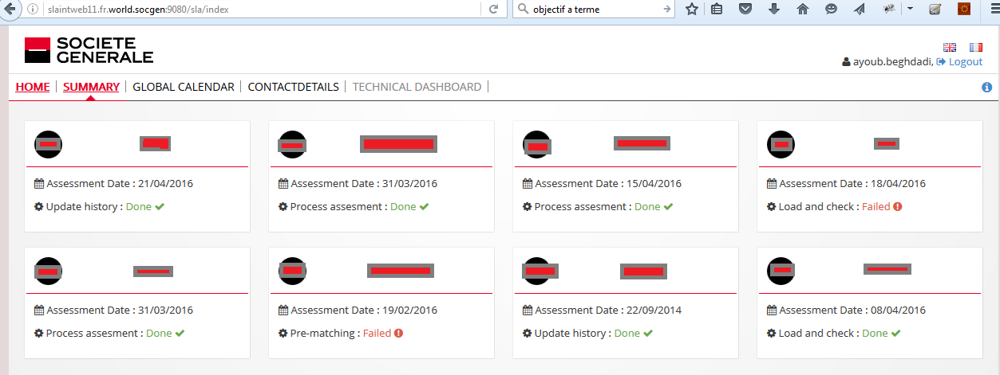 slaintweb11.fr.world.socgen:9080/sla/index
objectif a terme
SOCIETE
GENERALE
ayoub.beghdadi, Logout
HOME SUMMARY GLOBAL CALENDAR CONTACTDETAILS TECHNICAL DASHBOARD
Assessment Date : 21/04/2016
Update history : Done
Assessment Date : 31/03/2016
Process assesment : Done
Assessment Date : 15/04/2016
Process assesment : Done
Assessment Date : 18/04/2016
Load and check : Failed
Assessment Date : 31/03/2016
Process assesment : Done
Assessment Date : 19/02/2016
Pre-matching : Failed
Assessment Date : 22/09/2014
Update history : Done
Assessment Date : 08/04/2016
Load and check : Done